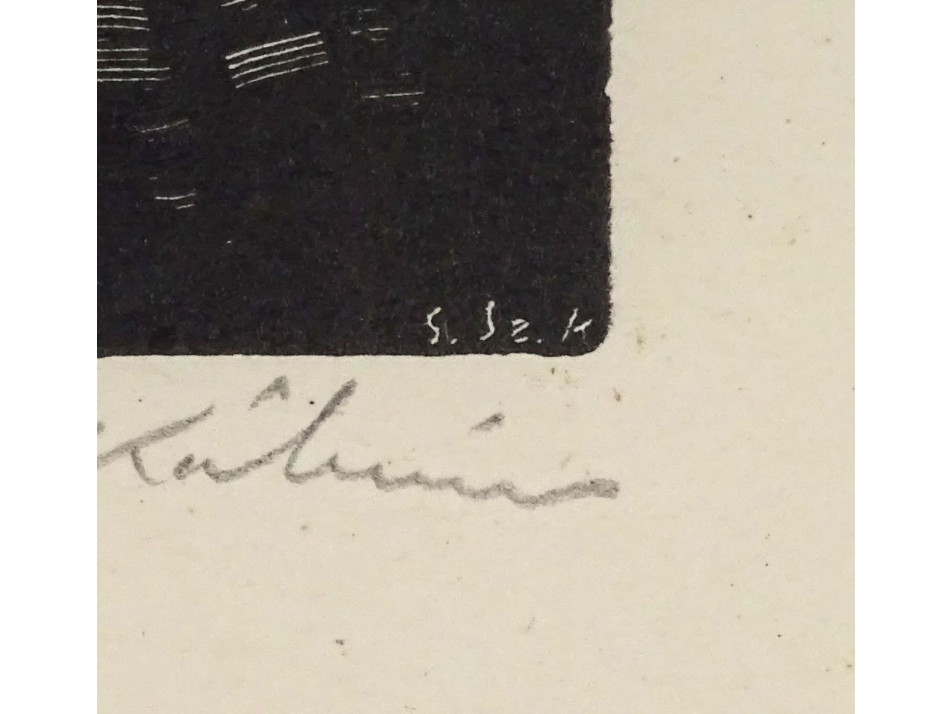 G. Sz. K
Kálmán